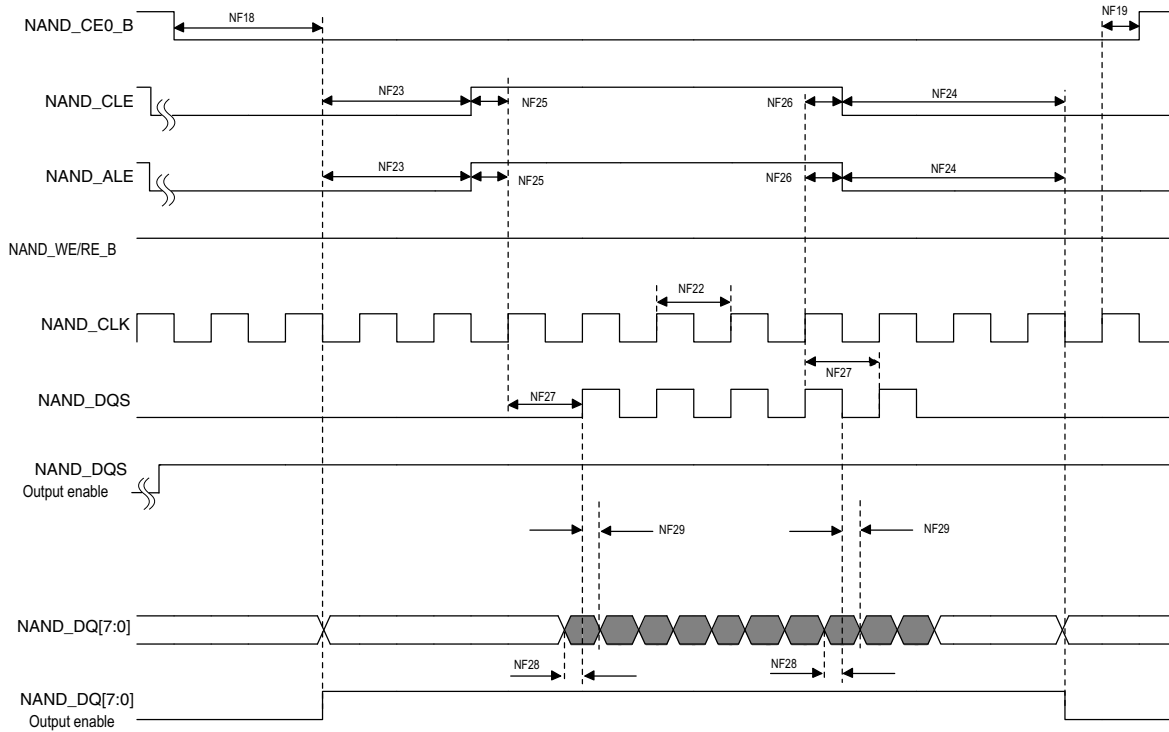 NF18
NF19
NAND_CE0_B
NF23
NF25
NF26
NF24
NAND_CLE
NF23
NF25
NF26
NF24
NAND_ALE
NAND_WE/RE_B
NF22
NAND_CLK
NF27
NF27
NAND_DQS
NAND_DQS
Output enable
NF29
NF29
NAND_DQ[7:0]
NF28
NF28
NAND_DQ[7:0]
Output enable